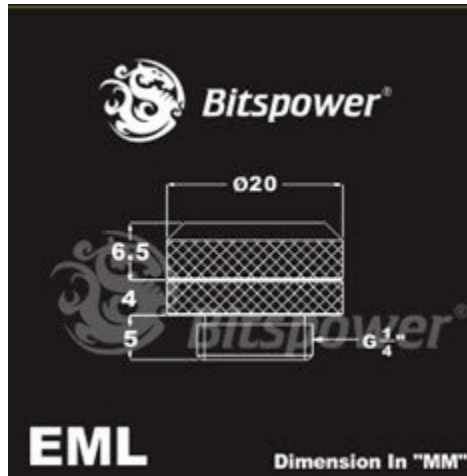 Bitspower®
Ø20
6.5
4
5
Bitspower®
G1/4"
EML
Dimension In "MM"